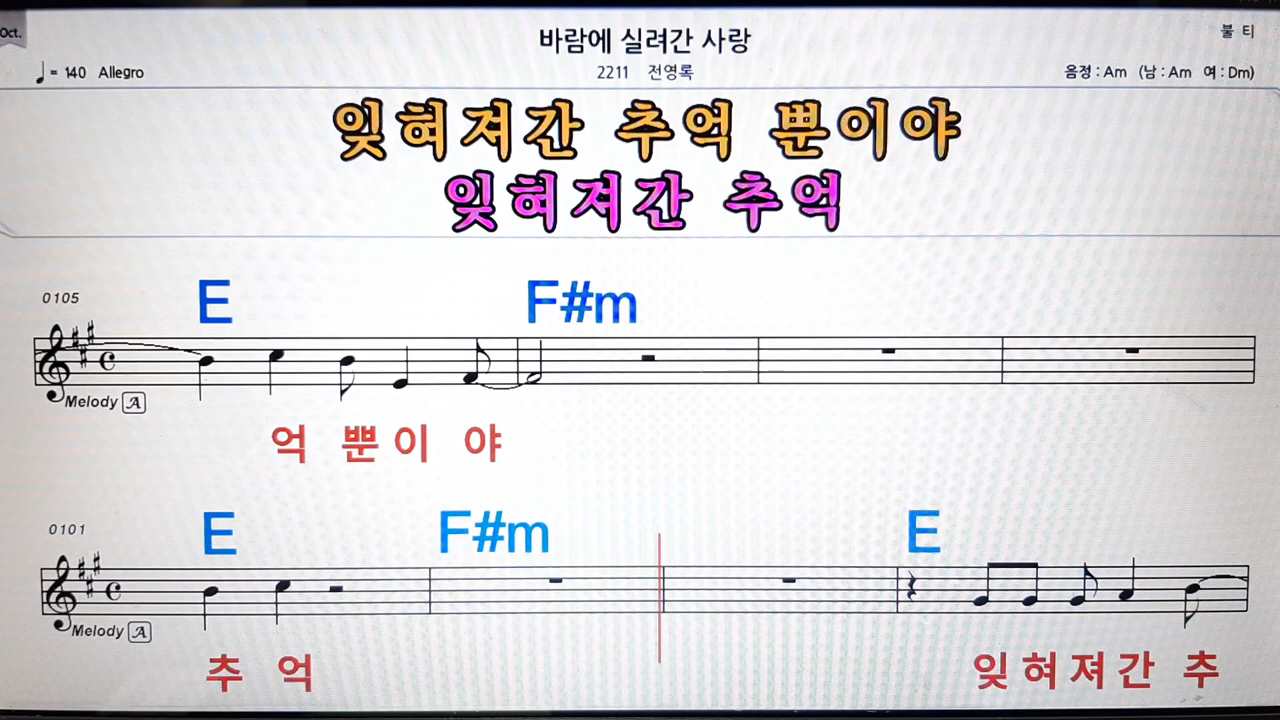 Oct.
바람에 실려간 사랑
불 티
♩= 140 Allegro
2211 전영록
음정 : Am (남 : Am 여 : Dm)
잊혀져간 추억 뿐이야
잊혀져간 추억
0105
E F#m
Melody A
억 뿐이 야
0101
E F#m E
Melody A
추 억 잊혀져간 추